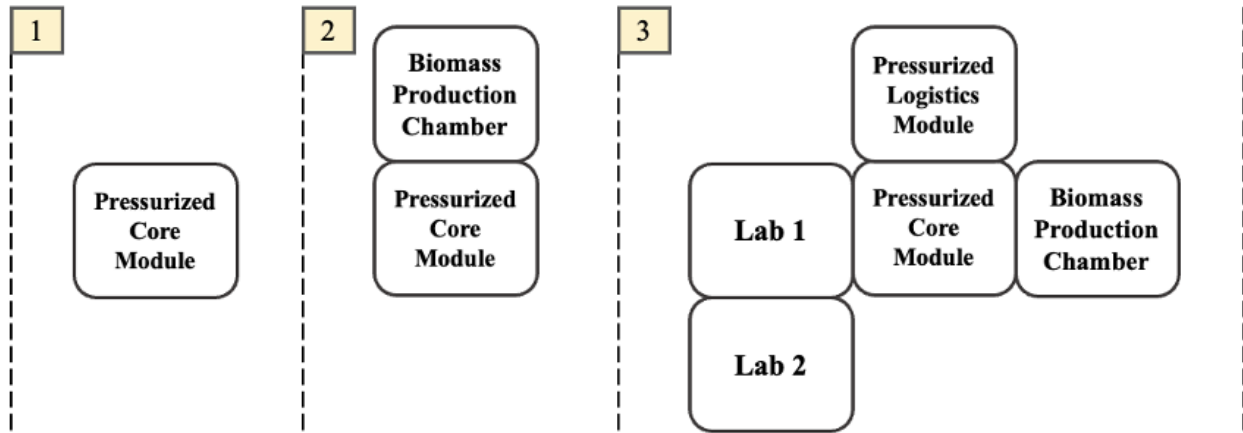 1
Pressurized
Core
Module
2
Biomass
Production
Chamber
Pressurized
Core
Module
3
Pressurized
Logistics
Module
Lab 1
Pressurized
Core
Module
Biomass
Production
Chamber
Lab 2